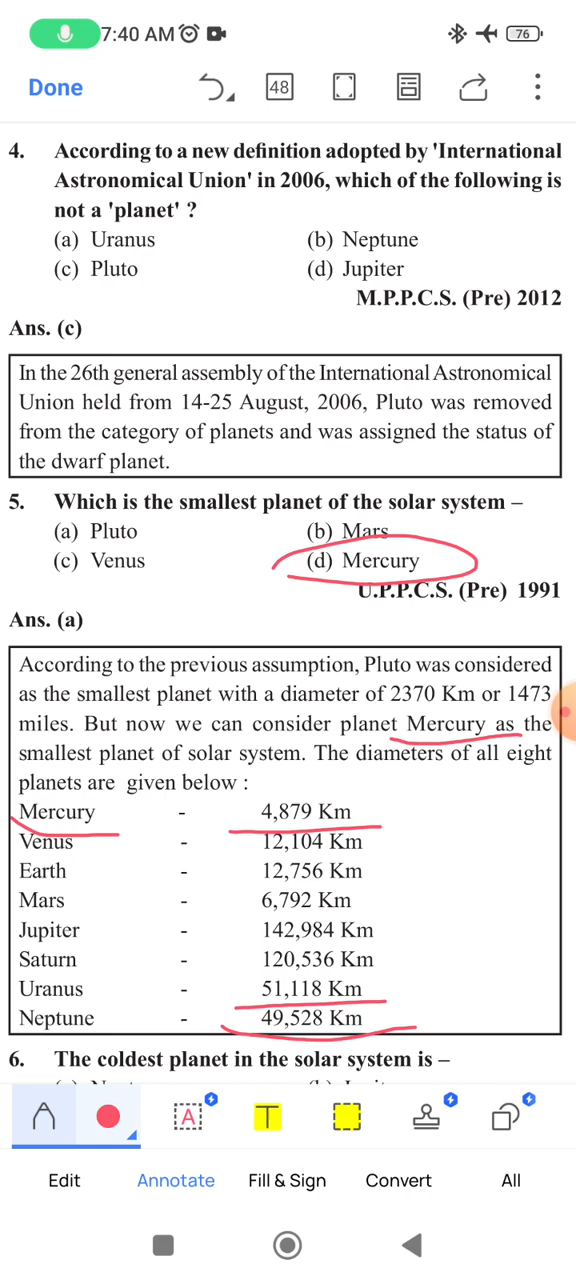 7:40 AM 76
Done 48
4. According to a new definition adopted by 'International
Astronomical Union' in 2006, which of the following is
not a 'planet' ?
(a) Uranus (b) Neptune
(c) Pluto (d) Jupiter
M.P.P.C.S. (Pre) 2012
Ans. (c)
In the 26th general assembly of the International Astronomical
Union held from 14-25 August, 2006, Pluto was removed
from the category of planets and was assigned the status of
the dwarf planet.
5. Which is the smallest planet of the solar system –
(a) Pluto (b) Mars
(c) Venus (d) Mercury
U.P.P.C.S. (Pre) 1991
Ans. (a)
According to the previous assumption, Pluto was considered
as the smallest planet with a diameter of 2370 Km or 1473
miles. But now we can consider planet Mercury as the
smallest planet of solar system. The diameters of all eight
planets are given below :
Mercury - 4,879 Km
Venus - 12,104 Km
Earth - 12,756 Km
Mars - 6,792 Km
Jupiter - 142,984 Km
Saturn - 120,536 Km
Uranus - 51,118 Km
Neptune - 49,528 Km
6. The coldest planet in the solar system is –
A T
Edit Annotate Fill & Sign Convert All